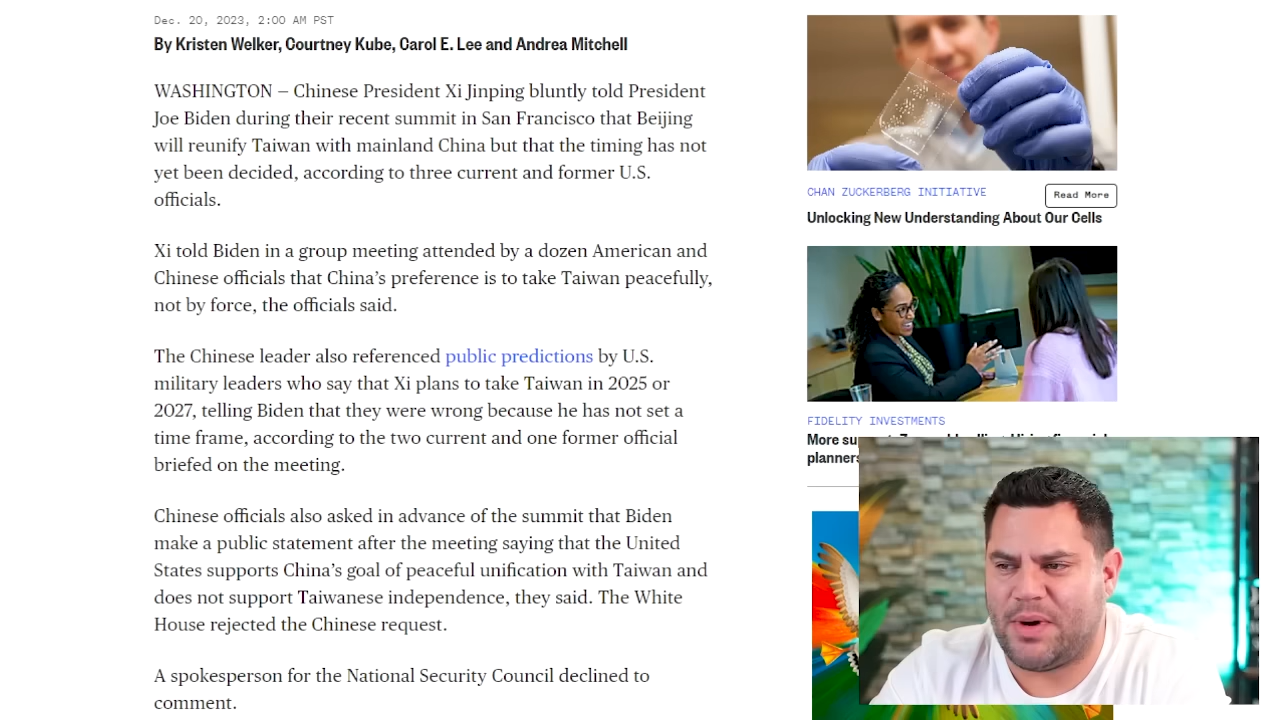 Dec. 20, 2023, 2:00 AM PST
By Kristen Welker, Courtney Kube, Carol E. Lee and Andrea Mitchell
WASHINGTON — Chinese President Xi Jinping bluntly told President
Joe Biden during their recent summit in San Francisco that Beijing
will reunify Taiwan with mainland China but that the timing has not
yet been decided, according to three current and former U.S.
officials.
Xi told Biden in a group meeting attended by a dozen American and
Chinese officials that China’s preference is to take Taiwan peacefully,
not by force, the officials said.
The Chinese leader also referenced public predictions by U.S.
military leaders who say that Xi plans to take Taiwan in 2025 or
2027, telling Biden that they were wrong because he has not set a
time frame, according to the two current and one former official
briefed on the meeting.
Chinese officials also asked in advance of the summit that Biden
make a public statement after the meeting saying that the United
States supports China’s goal of peaceful unification with Taiwan and
does not support Taiwanese independence, they said. The White
House rejected the Chinese request.
A spokesperson for the National Security Council declined to
comment.
CHAN ZUCKERBERG INITIATIVE
Read More
Unlocking New Understanding About Our Cells
FIDELITY INVESTMENTS
More
planners